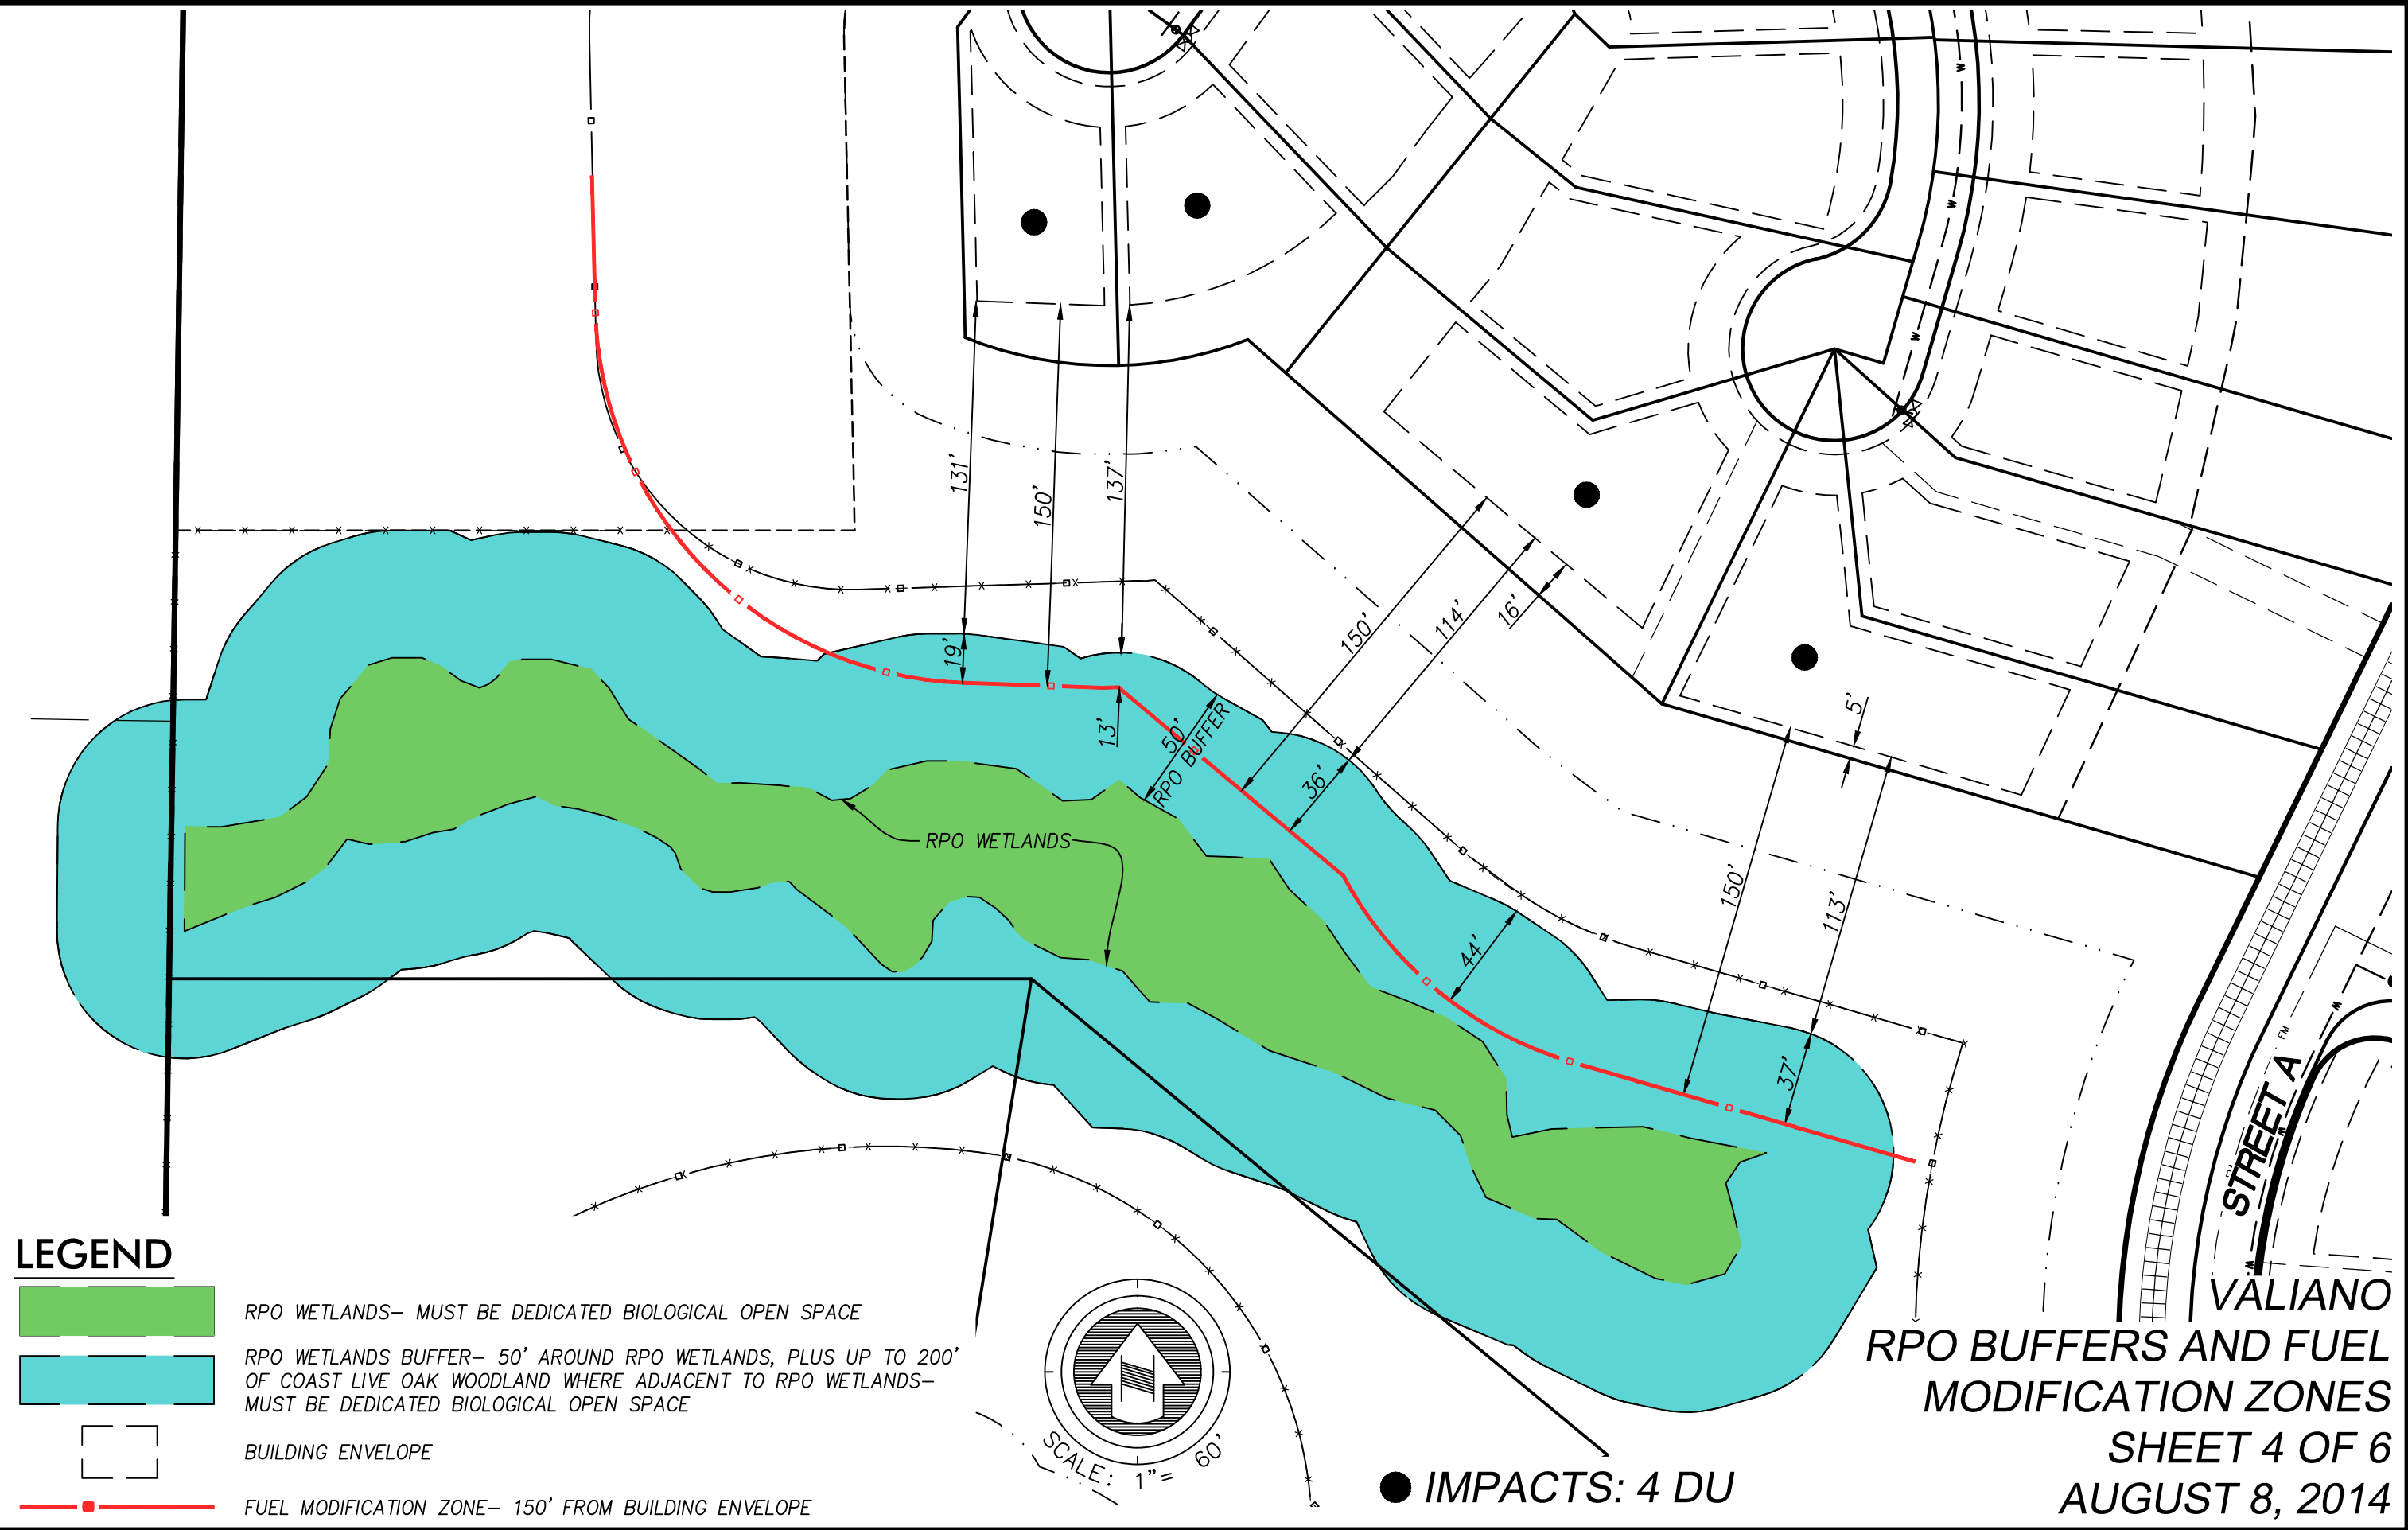 131'
150'
137'
19'
13'
50'
RPO BUFFER
150'
114'
16'
36'
44'
5'
150'
113'
37'
RPO WETLANDS
W
W
W
W
W
W
W
FM
STREET A
LEGEND
RPO WETLANDS– MUST BE DEDICATED BIOLOGICAL OPEN SPACE
RPO WETLANDS BUFFER– 50' AROUND RPO WETLANDS, PLUS UP TO 200'
OF COAST LIVE OAK WOODLAND WHERE ADJACENT TO RPO WETLANDS–
MUST BE DEDICATED BIOLOGICAL OPEN SPACE
BUILDING ENVELOPE
FUEL MODIFICATION ZONE– 150' FROM BUILDING ENVELOPE
SCALE: 1"= 60'
IMPACTS: 4 DU
VALIANO
RPO BUFFERS AND FUEL
MODIFICATION ZONES
SHEET 4 OF 6
AUGUST 8, 2014